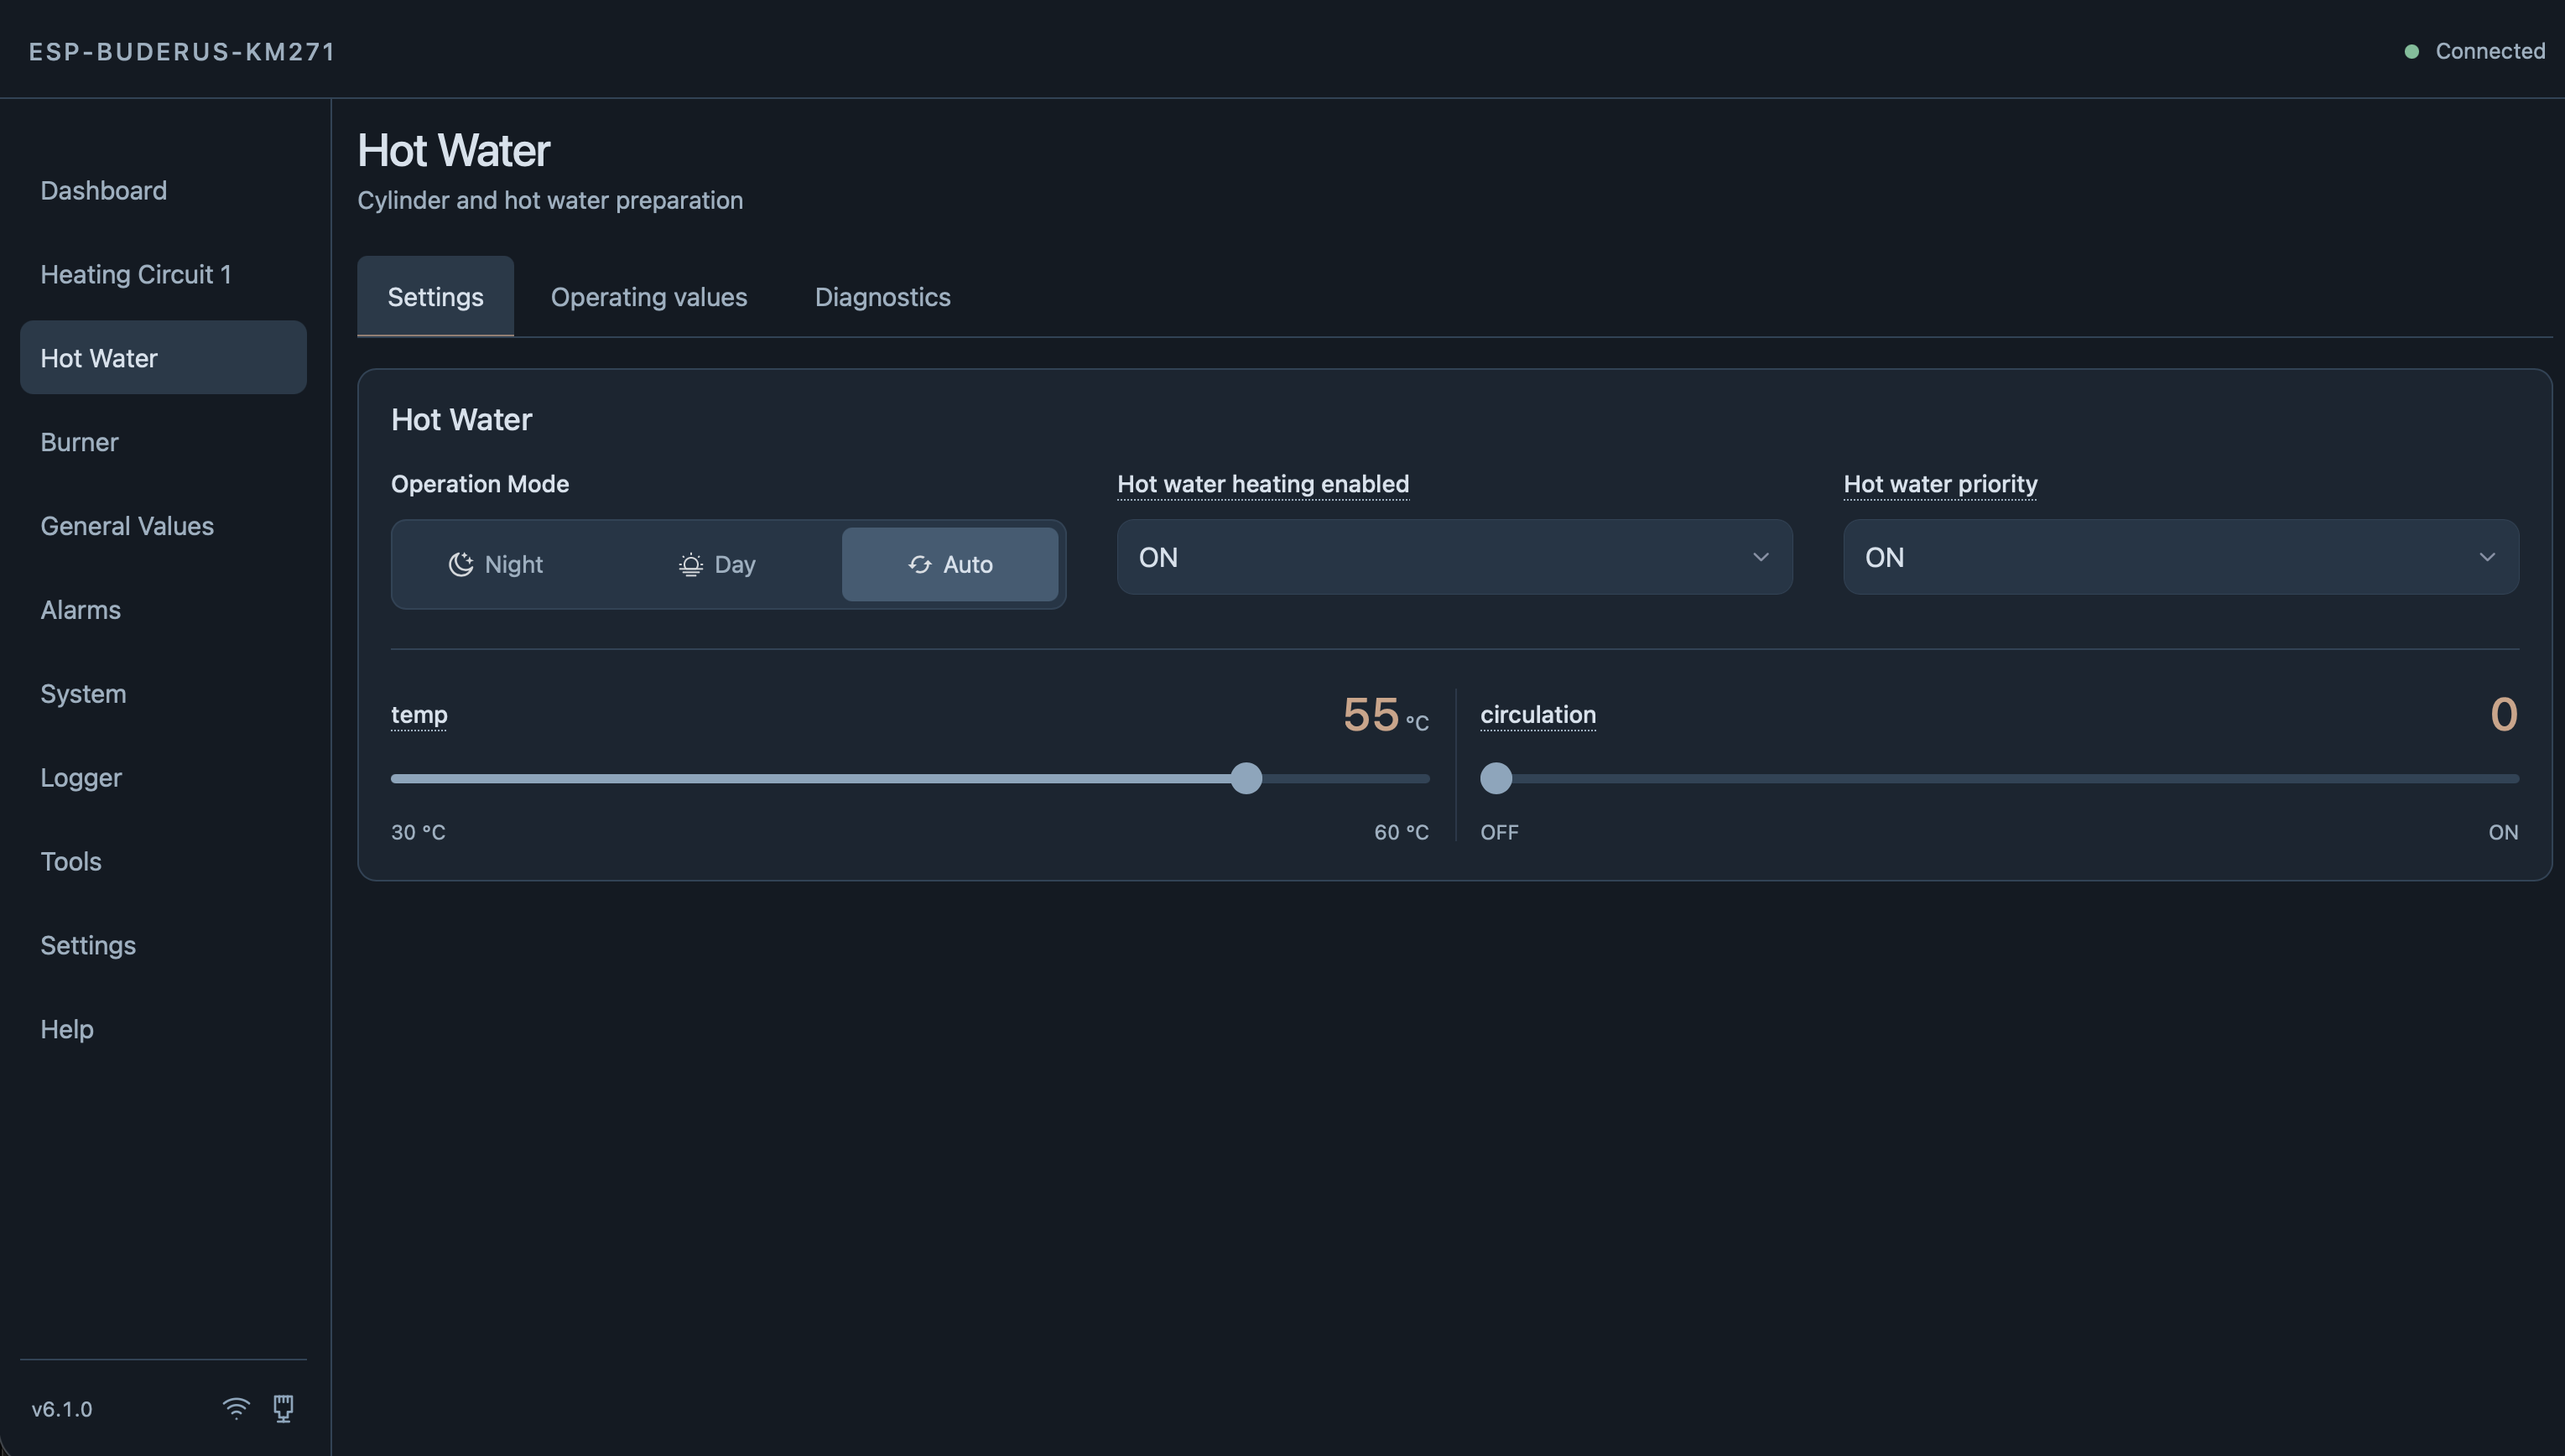 ESP-BUDERUS-KM271
Connected
Dashboard
Heating Circuit 1
Hot Water
Burner
General Values
Alarms
System
Logger
Tools
Settings
Help
v6.1.0
Hot Water
Cylinder and hot water preparation
Settings Operating values Diagnostics
Hot Water
Operation Mode
Night Day Auto
Hot water heating enabled
ON
Hot water priority
ON
temp 55 °C
30 °C 60 °C
circulation 0
OFF ON